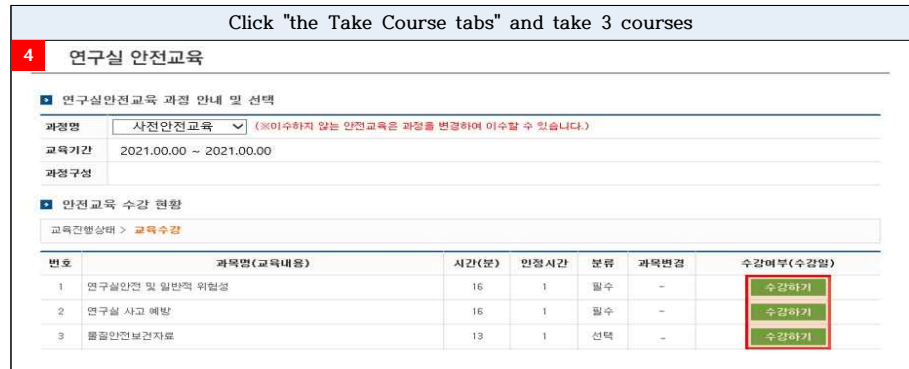 Click "the Take Course tabs" and take 3 courses
4 연구실 안전교육
연구실안전교육 과정 안내 및 선택
과정명 사전안전교육 (※이수하지 않는 안전교육은 과정을 변경하여 이수할 수 있습니다.)
교육기간 2021.00.00 ~ 2021.00.00
과정구성
안전교육 수강 현황
교육진행상태 > 교육수강
번호 과목명(교육내용) 시간(분) 인정시간 분류 과목변경 수강여부(수강일)
1 연구실안전 및 일반적 위험성 16 1 필수 - 수강하기
2 연구실 사고 예방 16 1 필수 - 수강하기
3 물질안전보건자료 13 1 선택 - 수강하기